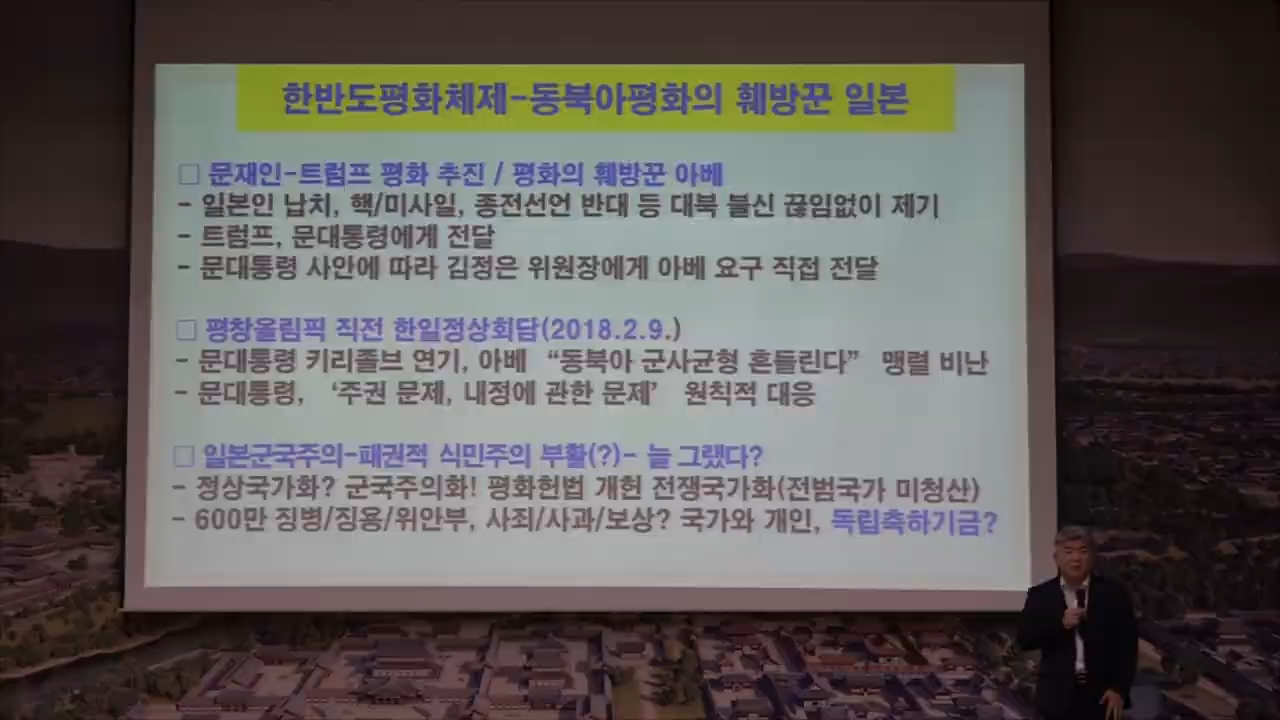 한반도평화체제-동북아평화의 훼방꾼 일본
□ 문재인-트럼프 평화 추진 / 평화의 훼방꾼 아베
- 일본인 납치, 핵/미사일, 종전선언 반대 등 대북 불신 끊임없이 제기
- 트럼프, 문대통령에게 전달
- 문대통령 사안에 따라 김정은 위원장에게 아베 요구 직접 전달
□ 평창올림픽 직전 한일정상회담(2018.2.9.)
- 문대통령 키리졸브 연기, 아베 “동북아 군사균형 흔들린다” 맹렬 비난
- 문대통령, ‘주권 문제, 내정에 관한 문제’ 원칙적 대응
□ 일본군국주의-패권적 식민주의 부활(?)- 늘 그랬다?
- 정상국가화? 군국주의화! 평화헌법 개헌 전쟁국가화(전범국가 미청산)
- 600만 징병/징용/위안부, 사죄/사과/보상? 국가와 개인, 독립축하기금?